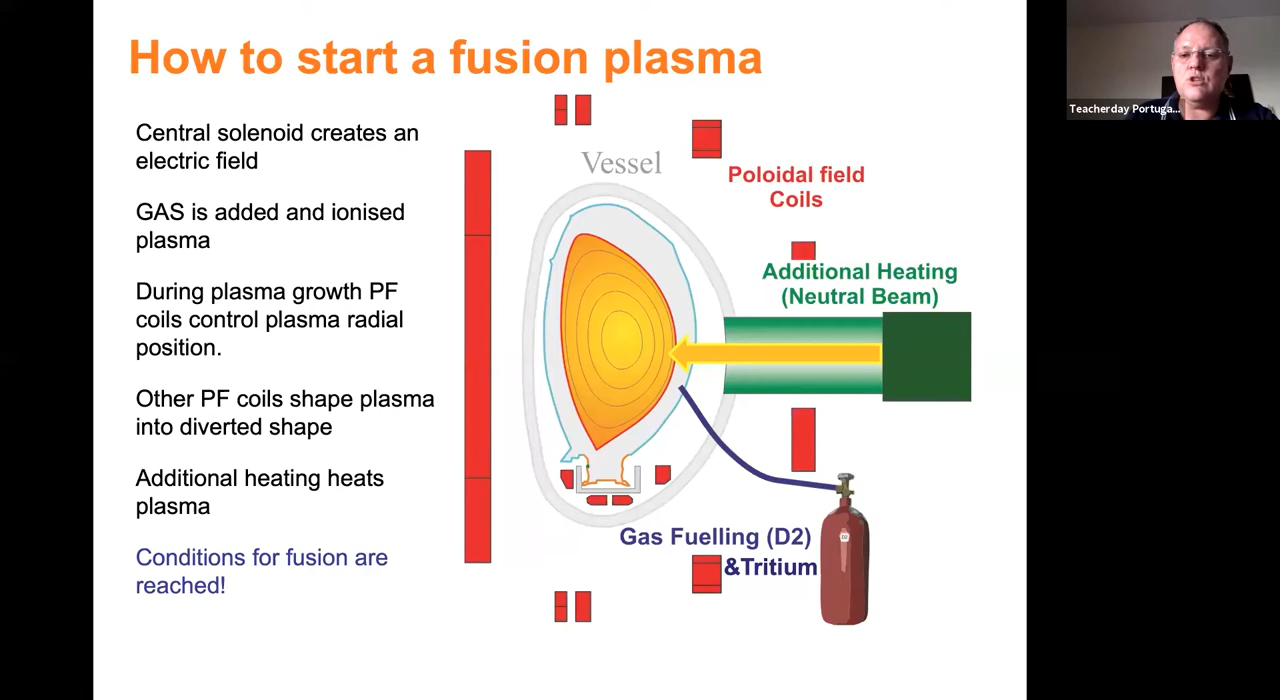 How to start a fusion plasma
Central solenoid creates an
electric field
GAS is added and ionised
plasma
During plasma growth PF
coils control plasma radial
position.
Other PF coils shape plasma
into diverted shape
Additional heating heats
plasma
Conditions for fusion are
reached!
Vessel
Poloidal field
Coils
Additional Heating
(Neutral Beam)
Gas Fuelling (D2)
&Tritium
D2
Teacherday Portuga...